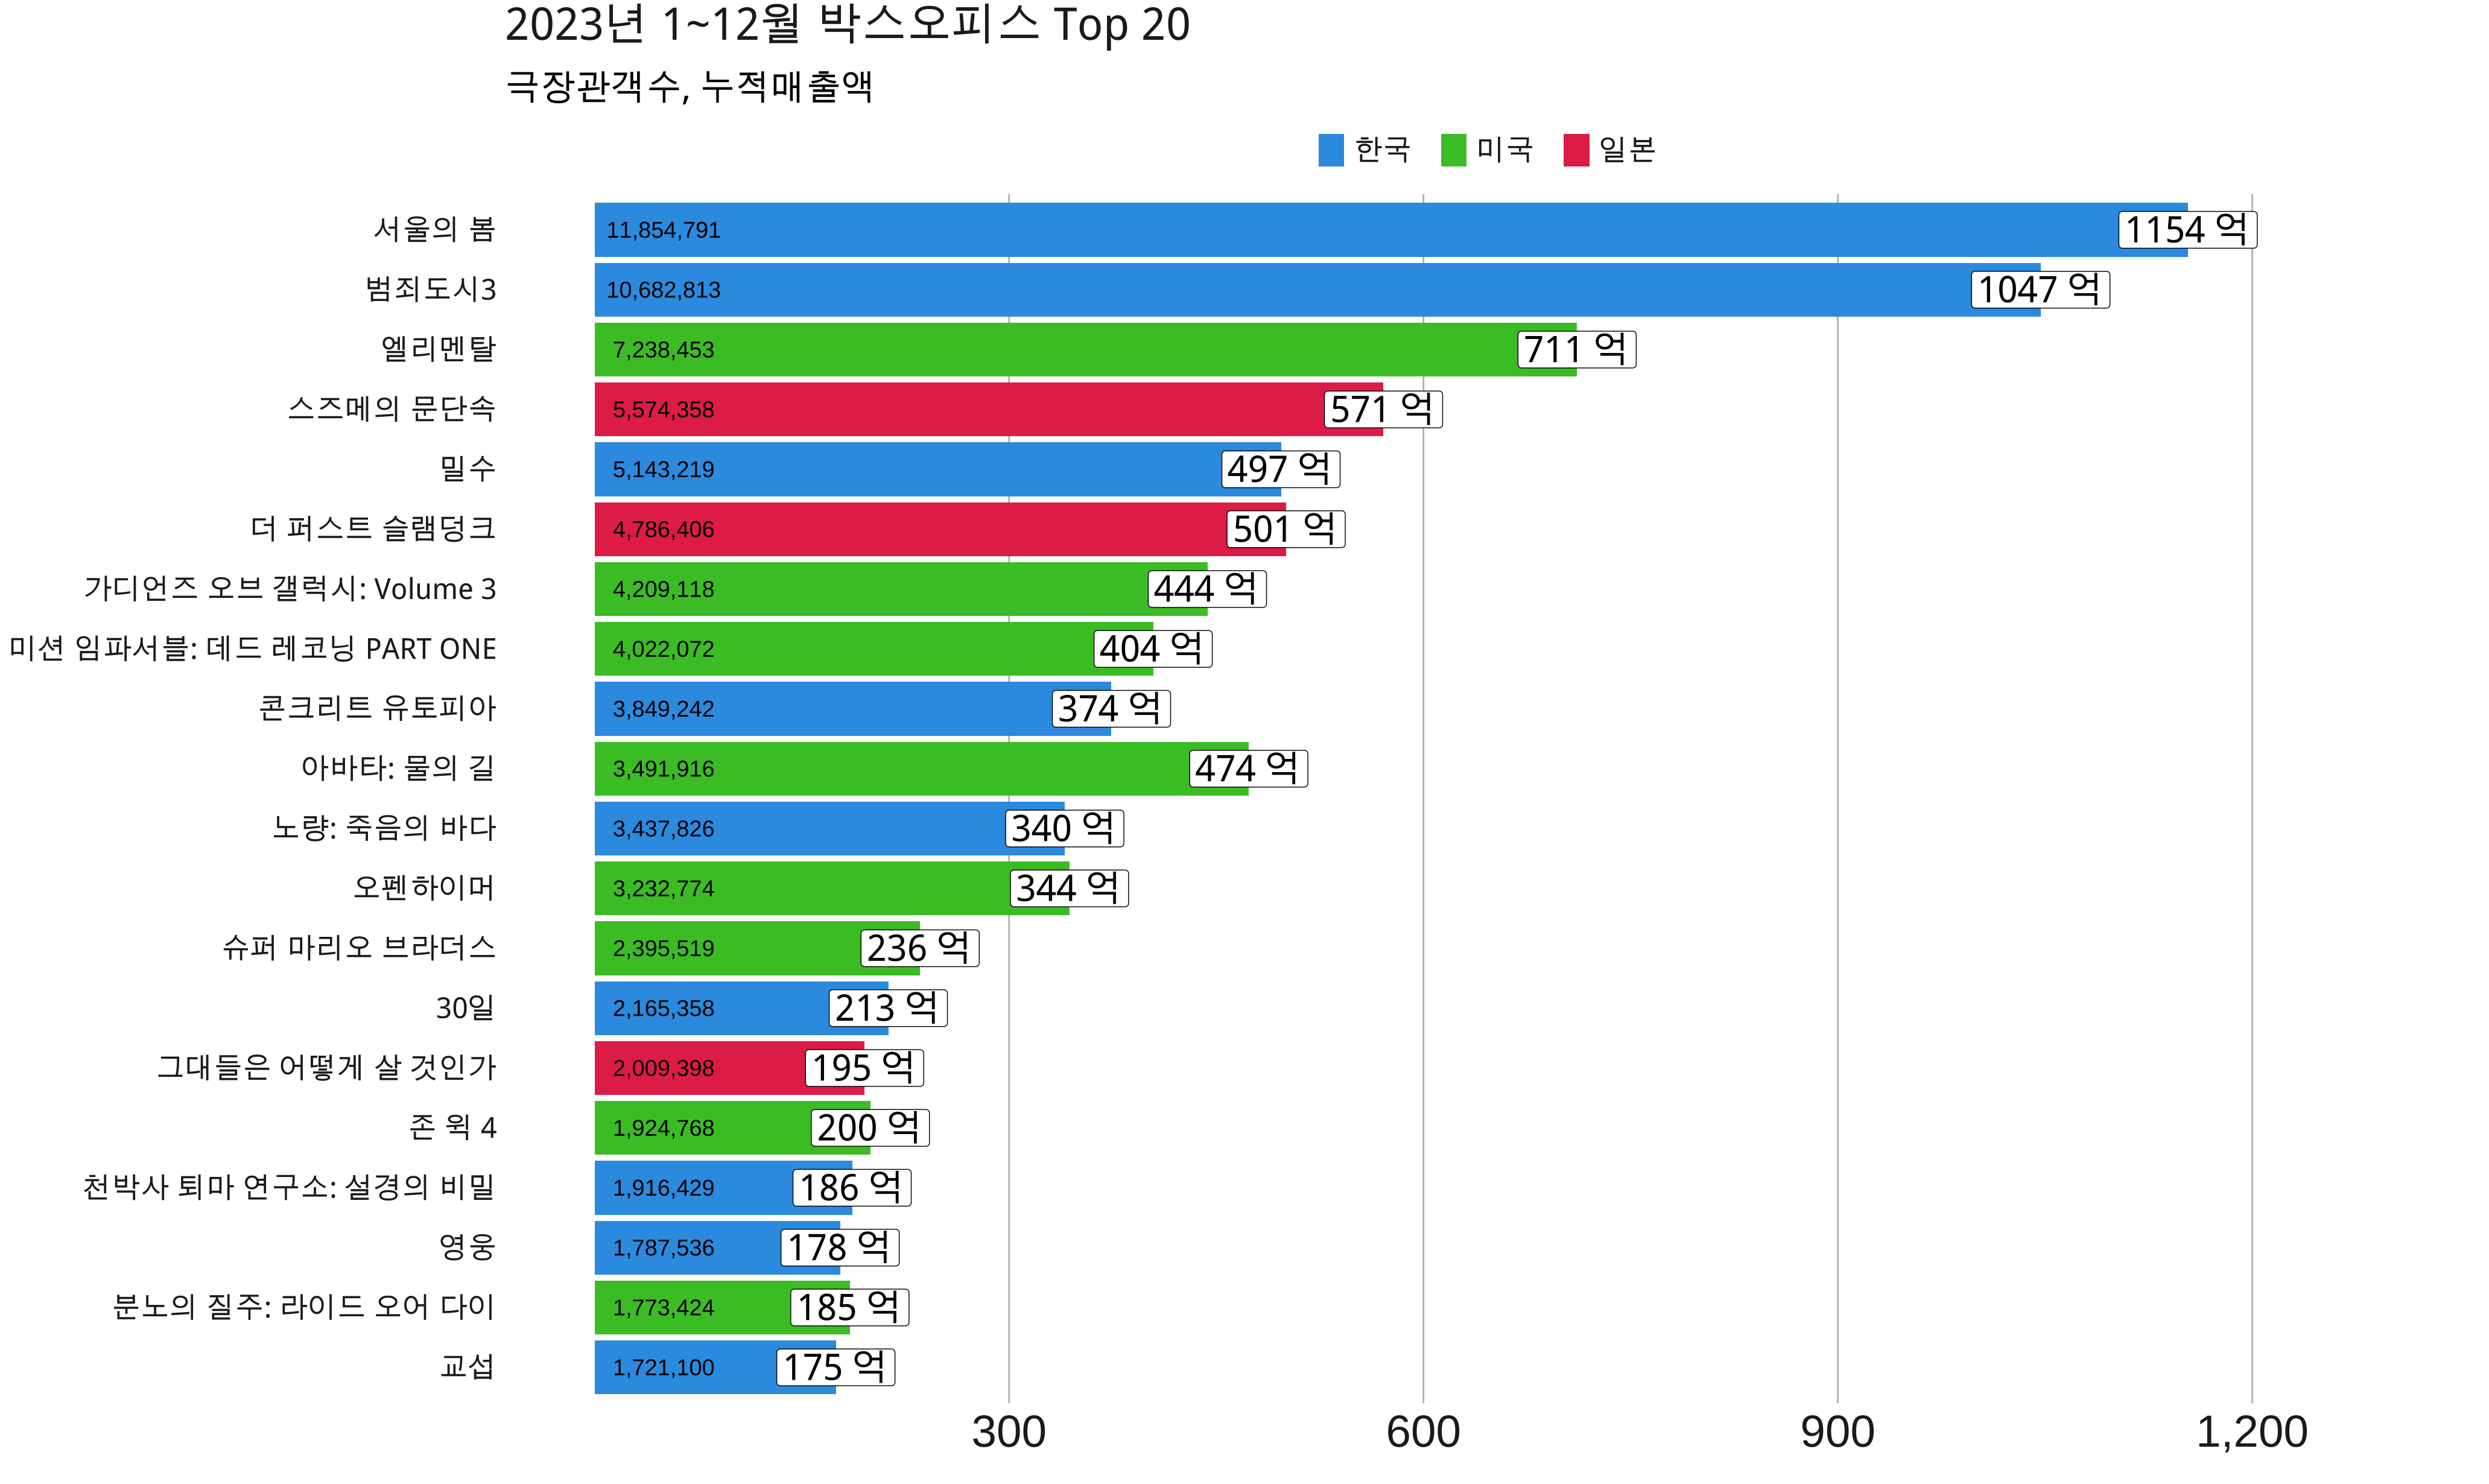 2023년 1~12월 박스오피스 Top 20
극장관객수, 누적매출액
한국 미국 일본
서울의 봄 11,854,791 1154 억
범죄도시3 10,682,813 1047 억
엘리멘탈 7,238,453 711 억
스즈메의 문단속 5,574,358 571 억
밀수 5,143,219 497 억
더 퍼스트 슬램덩크 4,786,406 501 억
가디언즈 오브 갤럭시: Volume 3 4,209,118 444 억
미션 임파서블: 데드 레코닝 PART ONE 4,022,072 404 억
콘크리트 유토피아 3,849,242 374 억
아바타: 물의 길 3,491,916 474 억
노량: 죽음의 바다 3,437,826 340 억
오펜하이머 3,232,774 344 억
슈퍼 마리오 브라더스 2,395,519 236 억
30일 2,165,358 213 억
그대들은 어떻게 살 것인가 2,009,398 195 억
존 윅 4 1,924,768 200 억
천박사 퇴마 연구소: 설경의 비밀 1,916,429 186 억
영웅 1,787,536 178 억
분노의 질주: 라이드 오어 다이 1,773,424 185 억
교섭 1,721,100 175 억
300 600 900 1,200